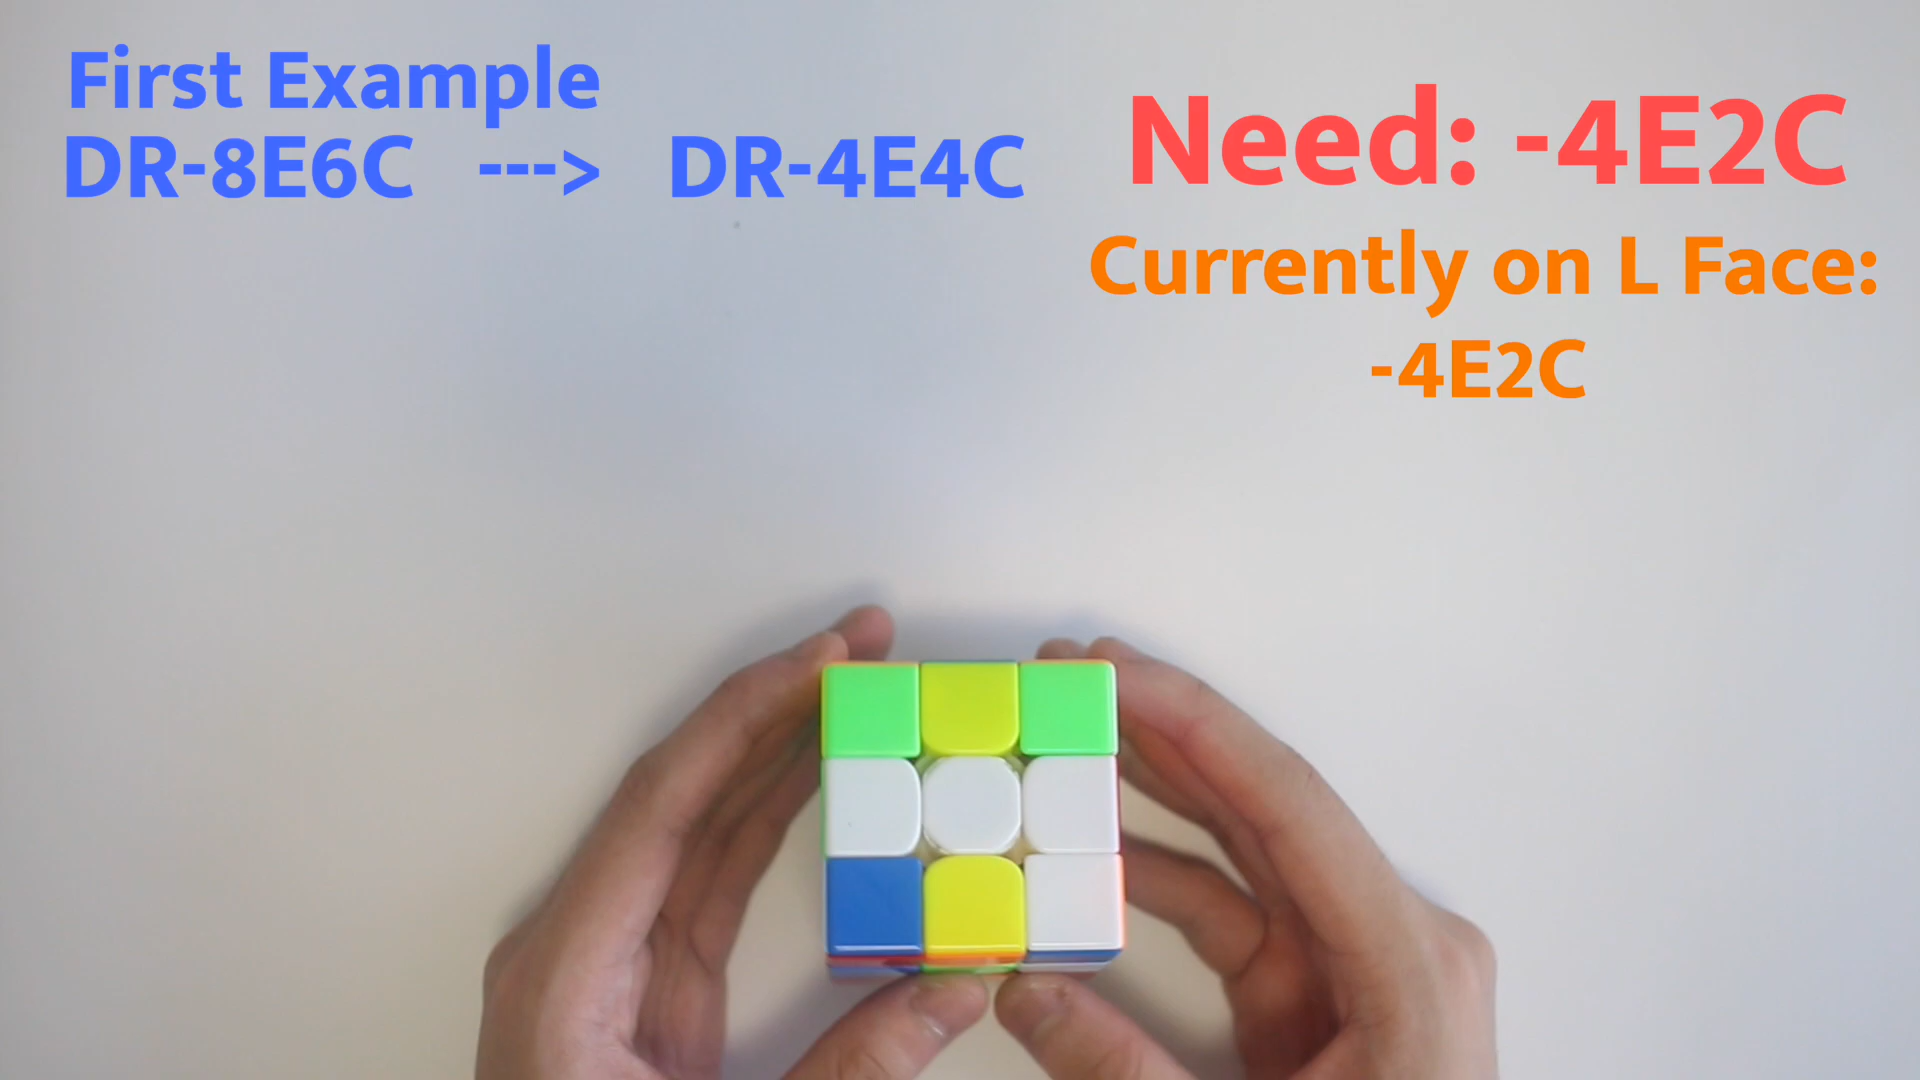 First Example
DR-8E6C ---> DR-4E4C
Need: -4E2C
Currently on L Face:
-4E2C